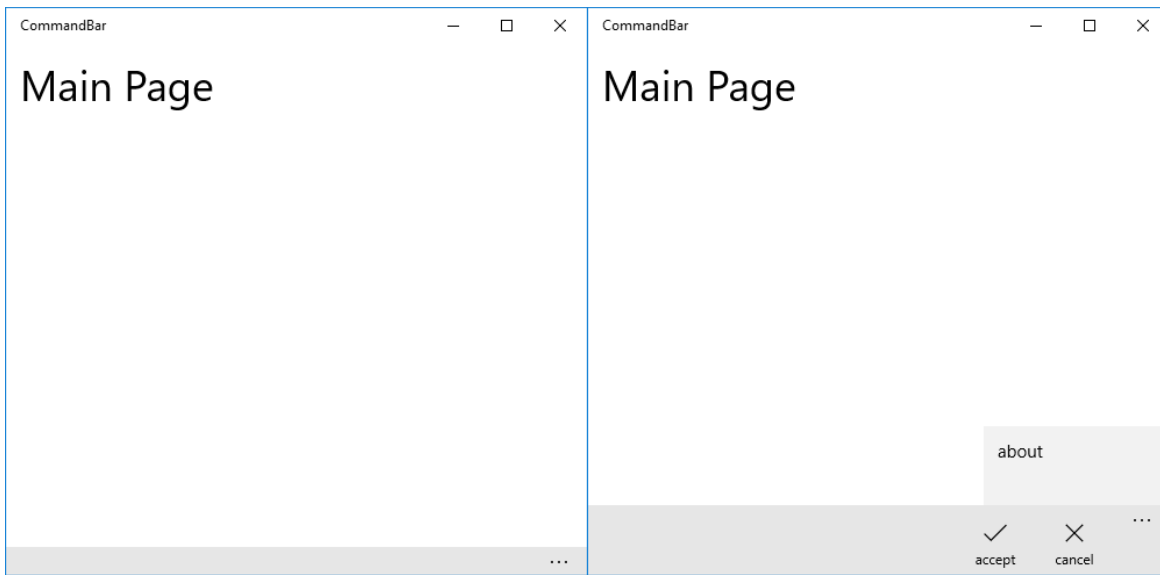 CommandBar
Main Page
...
CommandBar
Main Page
about
...
accept cancel